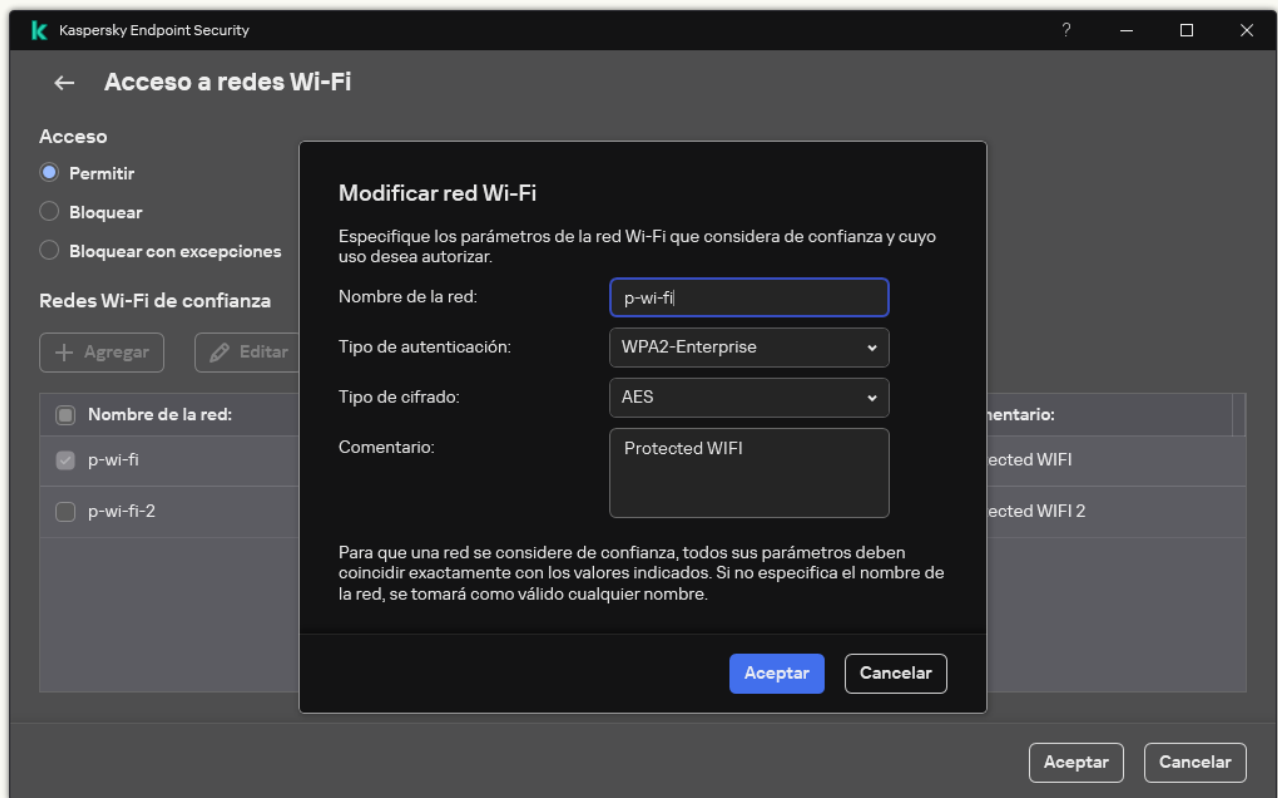 Kaspersky Endpoint Security
?
Acceso a redes Wi-Fi
Acceso
Permitir
Bloquear
Bloquear con excepciones
Redes Wi-Fi de confianza
Agregar
Editar
Nombre de la red:
p-wi-fi
p-wi-fi-2
Modificar red Wi-Fi
Especifique los parámetros de la red Wi-Fi que considera de confianza y cuyo
uso desea autorizar.
Nombre de la red:
p-wi-fi
Tipo de autenticación:
WPA2-Enterprise
Tipo de cifrado:
AES
Comentario:
Protected WIFI
Para que una red se considere de confianza, todos sus parámetros deben
coincidir exactamente con los valores indicados. Si no especifica el nombre de
la red, se tomará como válido cualquier nombre.
Aceptar
Cancelar
mentario:
ected WIFI
ected WIFI 2
Aceptar
Cancelar